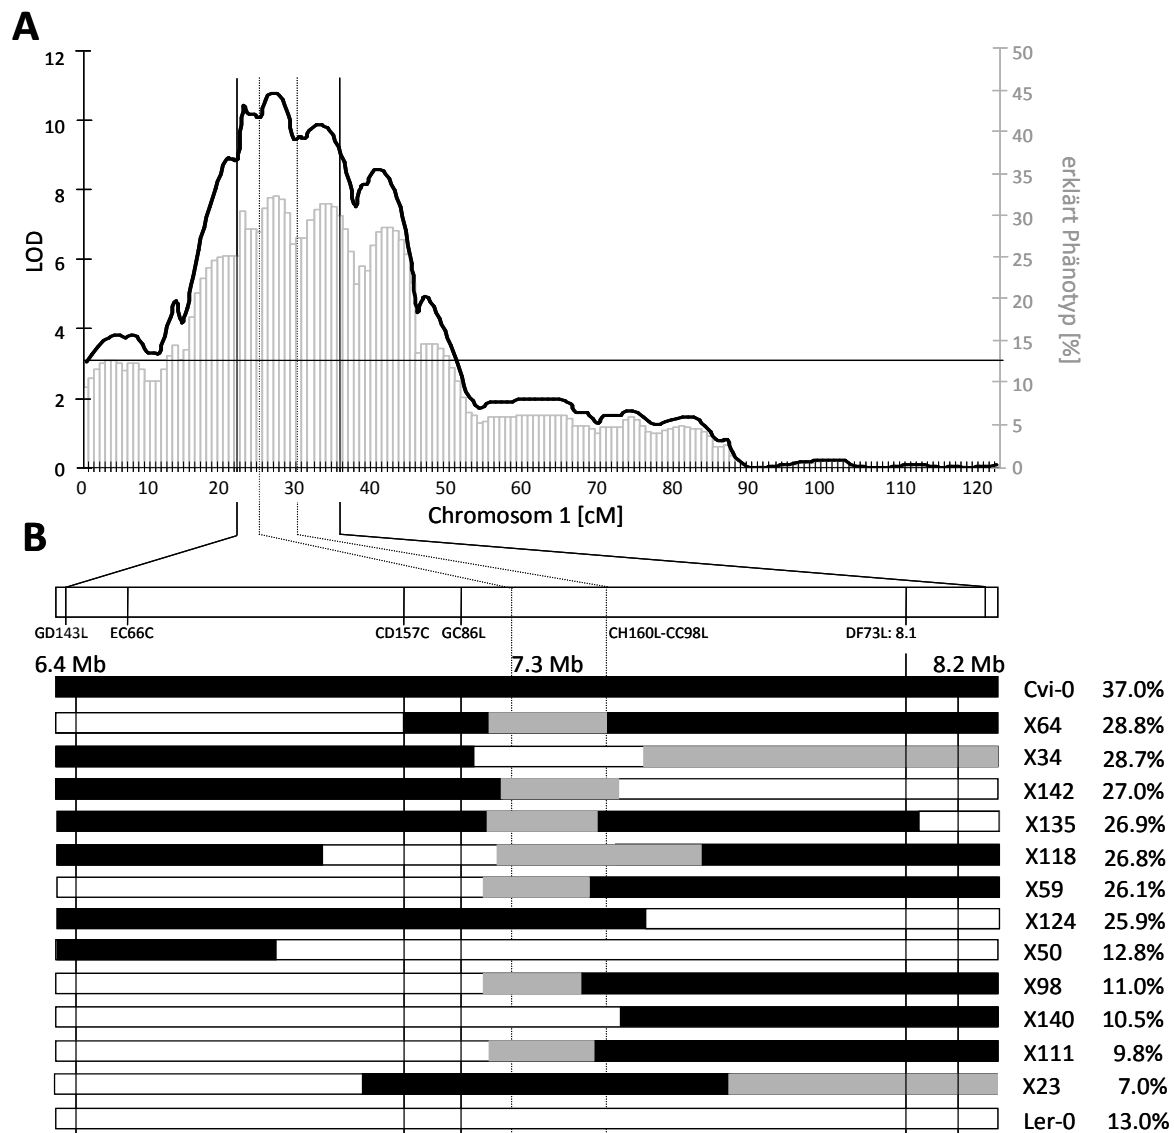 A
12
10
8
6
4
2
0
LOD
50
45
40
35
30
25
20
15
10
5
0
erklärt Phänotyp [%]
0 10 20 30 40 50 60 70 80 90 100 110 120
Chromosom 1 [cM]
B
GD143L EC66C CD157C GC86L CH160L-CC98L DF73L: 8.1
6.4 Mb 7.3 Mb 8.2 Mb
Cvi-0 37.0%
X64 28.8%
X34 28.7%
X142 27.0%
X135 26.9%
X118 26.8%
X59 26.1%
X124 25.9%
X50 12.8%
X98 11.0%
X140 10.5%
X111 9.8%
X23 7.0%
Ler-0 13.0%